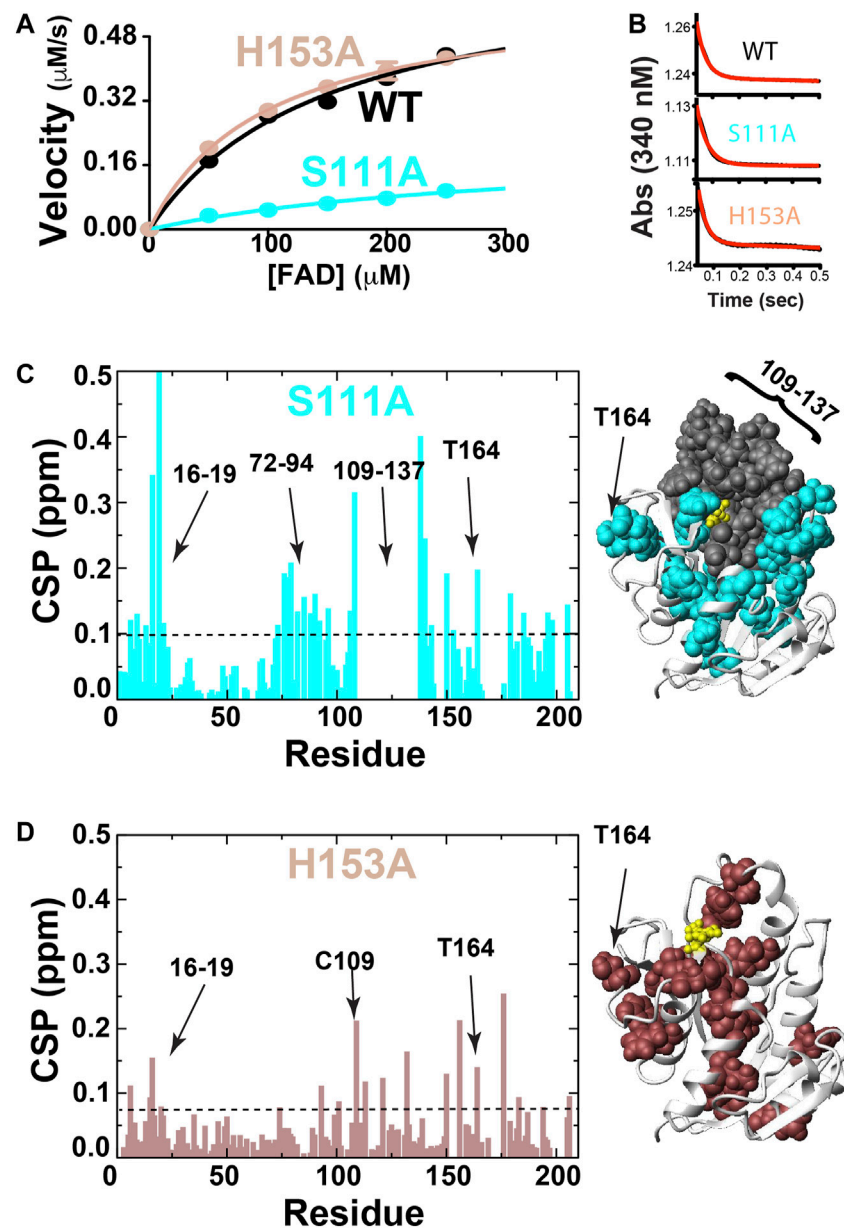 A
Velocity (μM/s)
0.48
0.32
0.16
0.00
H153A
WT
S111A
0
100
200
300
[FAD] (μM)
B
Abs (340 nM)
1.26
1.24
WT
1.13
1.11
S111A
1.25
1.24
H153A
0.1 0.2 0.3 0.4 0.5
Time (sec)
C
CSP (ppm)
0.5
0.4
0.3
0.2
0.1
0.0
S111A
16-19
72-94
109-137
T164
0 50 100 150 200
Residue
109-137
T164
D
CSP (ppm)
0.5
0.4
0.3
0.2
0.1
0.0
H153A
16-19
C109
T164
0 50 100 150 200
Residue
T164